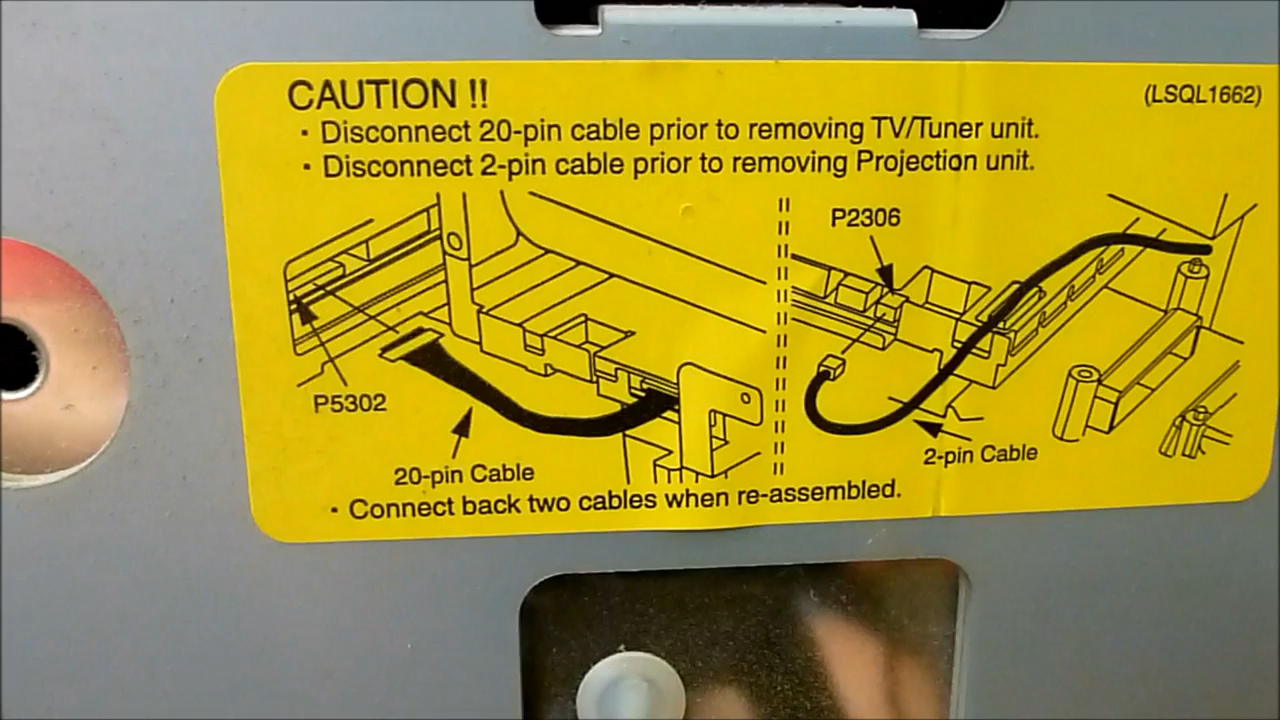 CAUTION !!
(LSQL1662)
· Disconnect 20-pin cable prior to removing TV/Tuner unit.
· Disconnect 2-pin cable prior to removing Projection unit.
P2306
P5302
20-pin Cable
2-pin Cable
· Connect back two cables when re-assembled.